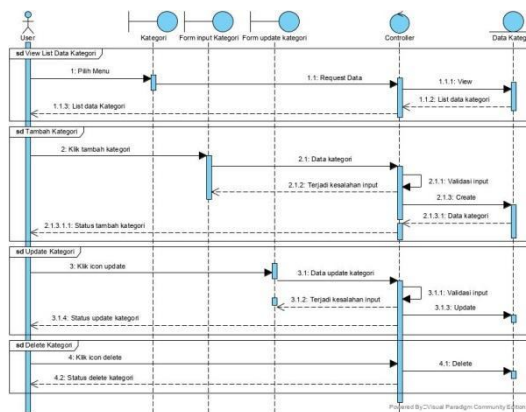 User
Kategori
Form input Kategori
Form update kategori
Controller
Data Kateg
sd View List Data Kategori
1: Pilih Menu
1.1: Request Data
1.1.1: View
1.1.2: List data kategori
1.1.3: List data Kategori
sd Tambah Kategori
2: Klik tambah kategori
2.1: Data kategori
2.1.1: Validasi input
2.1.2: Terjadi kesalahan input
2.1.3: Create
2.1.3.1: Data kategori
2.1.3.1.1: Status tambah kategori
sd Update Kategori
3: Klik icon update
3.1: Data update kategori
3.1.1: Validasi input
3.1.2: Terjadi kesalahan input
3.1.3: Update
3.1.4: Status update kategori
sd Delete Kategori
4: Klik icon delete
4.1: Delete
4.2: Status delete kategori
Powered By Visual Paradigm Community Edition